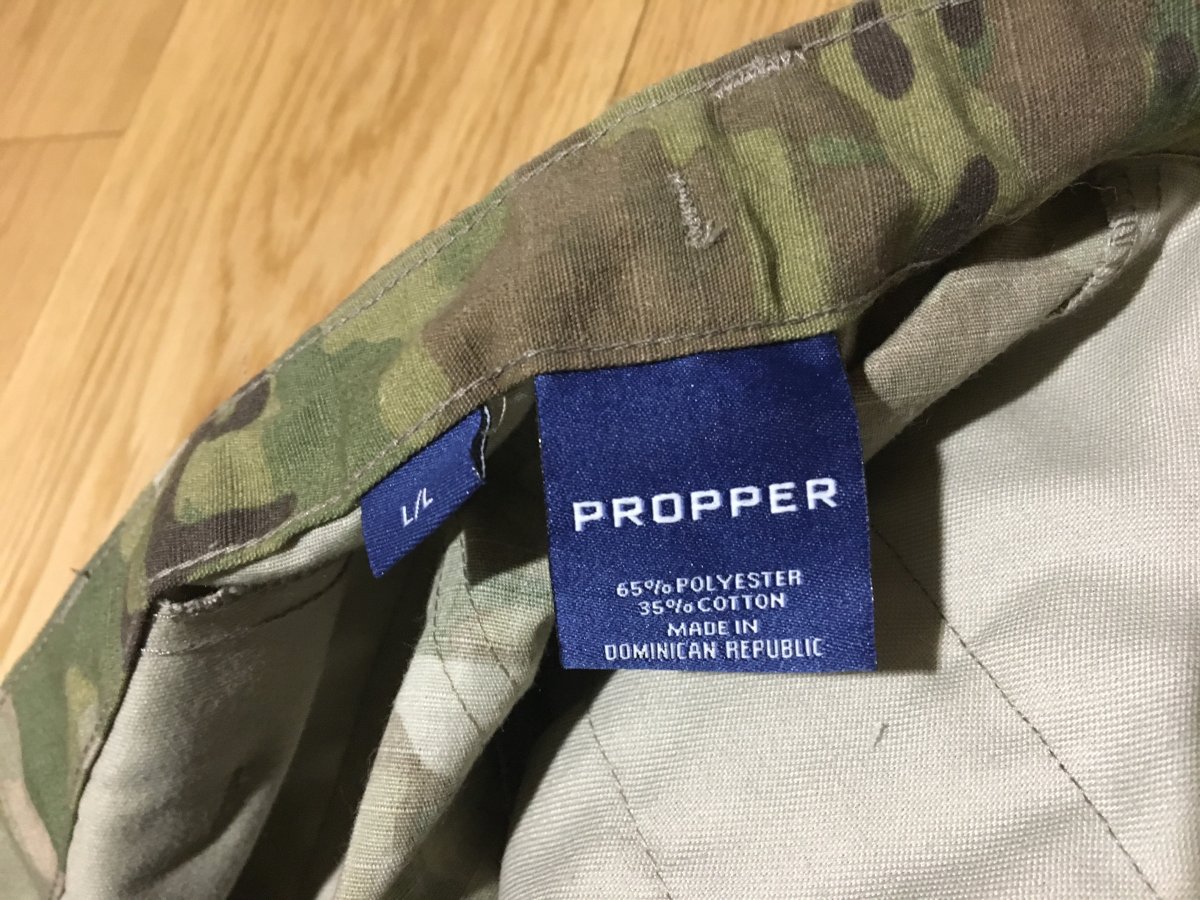 L/L
PROPPER
65% POLYESTER
35% COTTON
MADE IN
DOMINICAN REPUBLIC